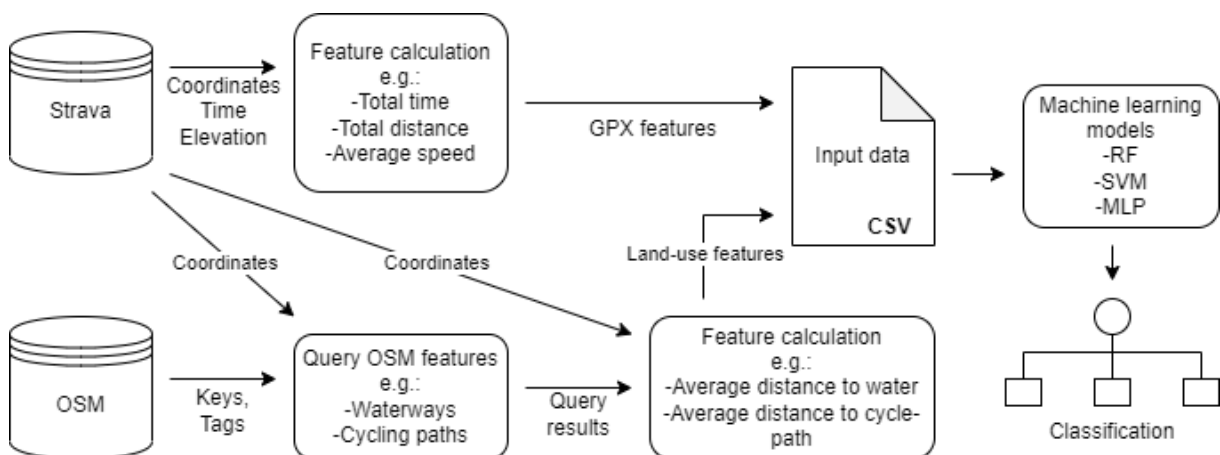 Strava
Coordinates
Time
Elevation
Feature calculation
e.g.:
-Total time
-Total distance
-Average speed
GPX features
Input data
CSV
Machine learning
models
-RF
-SVM
-MLP
Coordinates
Coordinates
Land-use features
OSM
Keys,
Tags
Query OSM features
e.g.:
-Waterways
-Cycling paths
Query
results
Feature calculation
e.g.:
-Average distance to water
-Average distance to cycle-
path
Classification